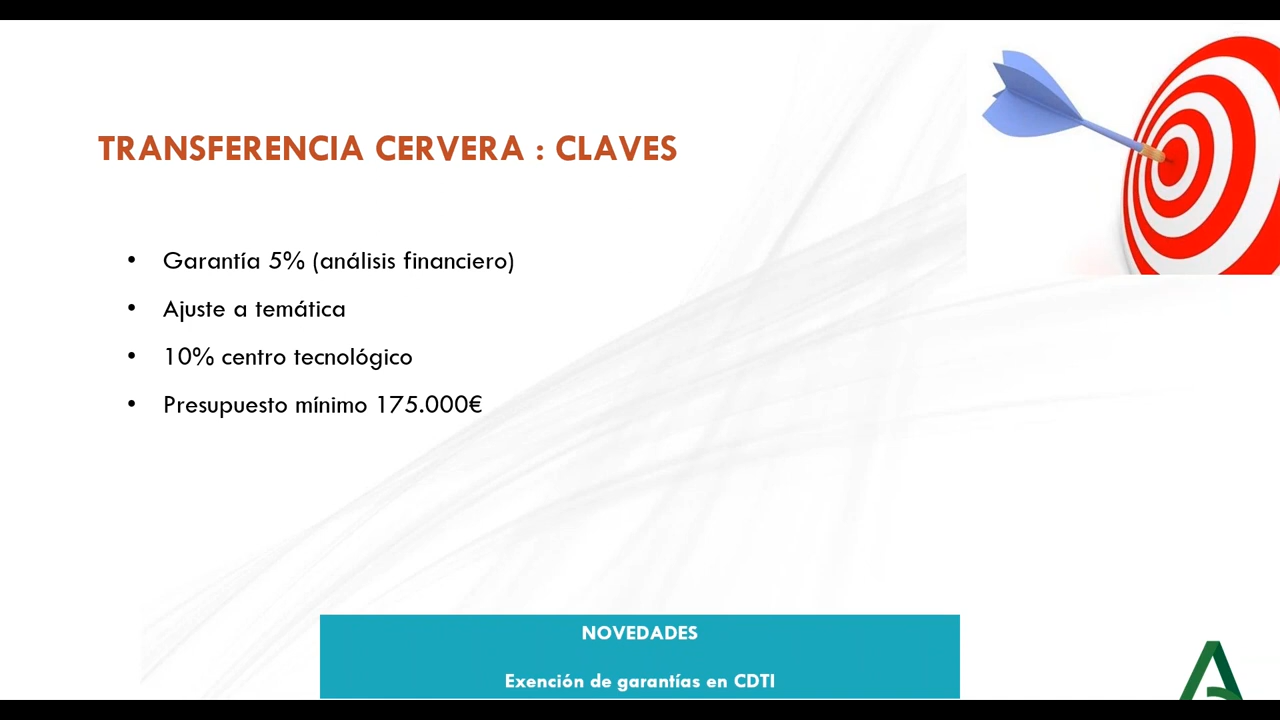 TRANSFERENCIA CERVERA : CLAVES
• Garantía 5% (análisis financiero)
• Ajuste a temática
• 10% centro tecnológico
• Presupuesto mínimo 175.000€
NOVEDADES
Exención de garantías en CDTI